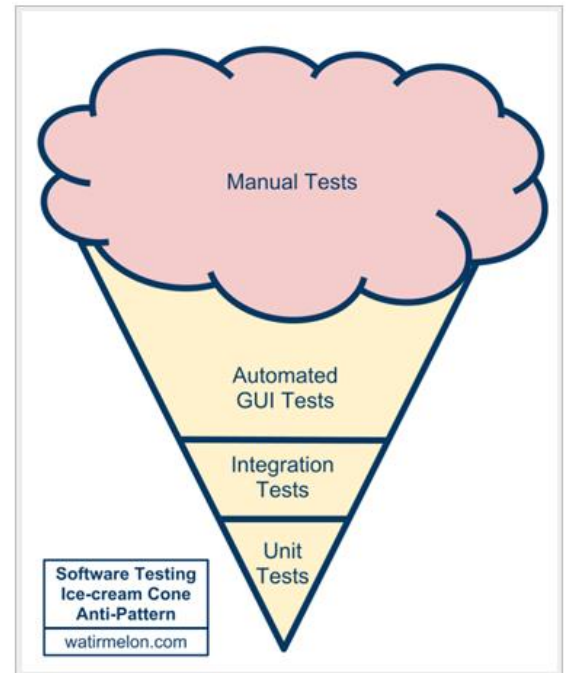 Manual Tests
Automated
GUI Tests
Integration
Tests
Unit
Tests
Software Testing
Ice-cream Cone
Anti-Pattern
watirmelon.com